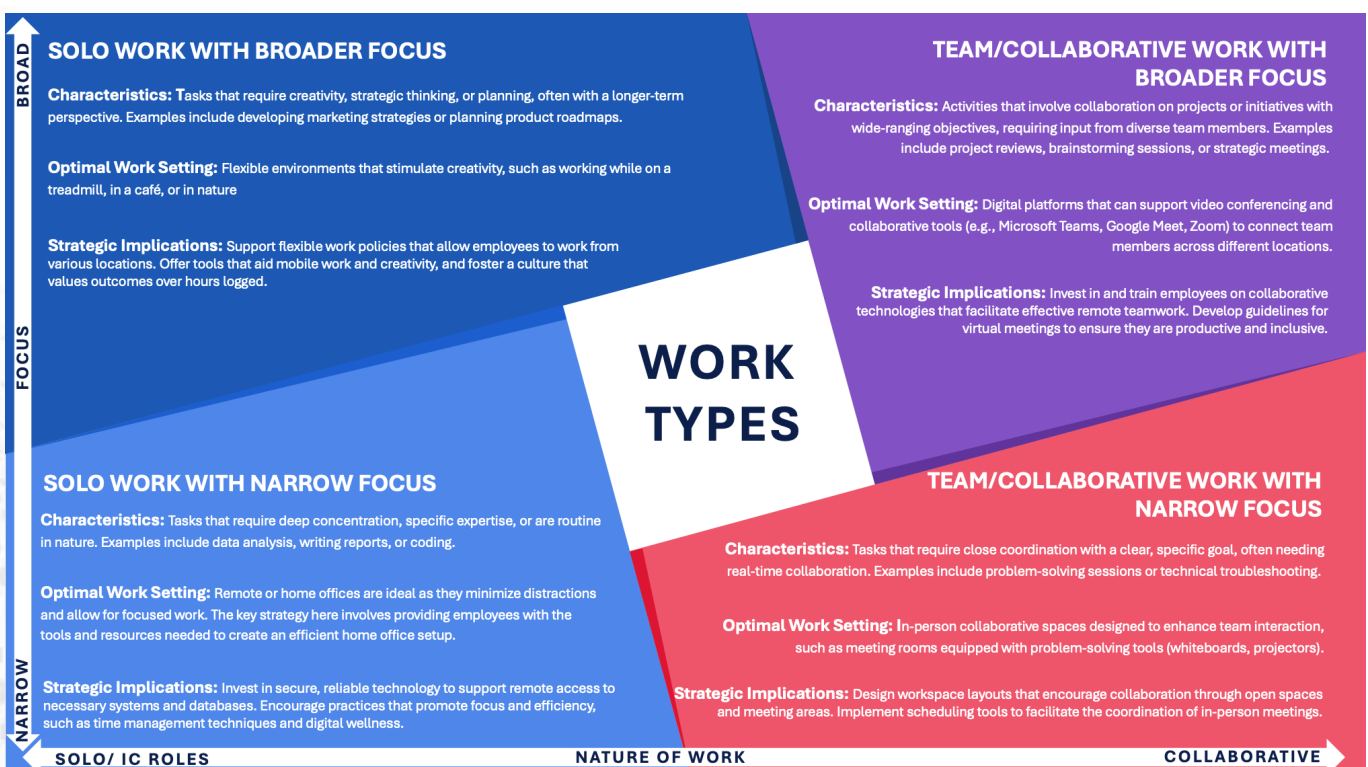 BROAD
FOCUS
NARROW
SOLO WORK WITH BROADER FOCUS
Characteristics: Tasks that require creativity, strategic thinking, or planning, often with a longer-term
perspective. Examples include developing marketing strategies or planning product roadmaps.
Optimal Work Setting: Flexible environments that stimulate creativity, such as working while on a
treadmill, in a café, or in nature
Strategic Implications: Support flexible work policies that allow employees to work from
various locations. Offer tools that aid mobile work and creativity, and foster a culture that
values outcomes over hours logged.
TEAM/COLLABORATIVE WORK WITH
BROADER FOCUS
Characteristics: Activities that involve collaboration on projects or initiatives with
wide-ranging objectives, requiring input from diverse team members. Examples
include project reviews, brainstorming sessions, or strategic meetings.
Optimal Work Setting: Digital platforms that can support video conferencing and
collaborative tools (e.g., Microsoft Teams, Google Meet, Zoom) to connect team
members across different locations.
Strategic Implications: Invest in and train employees on collaborative
technologies that facilitate effective remote teamwork. Develop guidelines for
virtual meetings to ensure they are productive and inclusive.
WORK
TYPES
SOLO WORK WITH NARROW FOCUS
Characteristics: Tasks that require deep concentration, specific expertise, or are routine
in nature. Examples include data analysis, writing reports, or coding.
Optimal Work Setting: Remote or home offices are ideal as they minimize distractions
and allow for focused work. The key strategy here involves providing employees with the
tools and resources needed to create an efficient home office setup.
Strategic Implications: Invest in secure, reliable technology to support remote access to
necessary systems and databases. Encourage practices that promote focus and efficiency,
such as time management techniques and digital wellness.
TEAM/COLLABORATIVE WORK WITH
NARROW FOCUS
Characteristics: Tasks that require close coordination with a clear, specific goal, often needing
real-time collaboration. Examples include problem-solving sessions or technical troubleshooting.
Optimal Work Setting: In-person collaborative spaces designed to enhance team interaction,
such as meeting rooms equipped with problem-solving tools (whiteboards, projectors).
Strategic Implications: Design workspace layouts that encourage collaboration through open spaces
and meeting areas. Implement scheduling tools to facilitate the coordination of in-person meetings.
SOLO/ IC ROLES
NATURE OF WORK
COLLABORATIVE